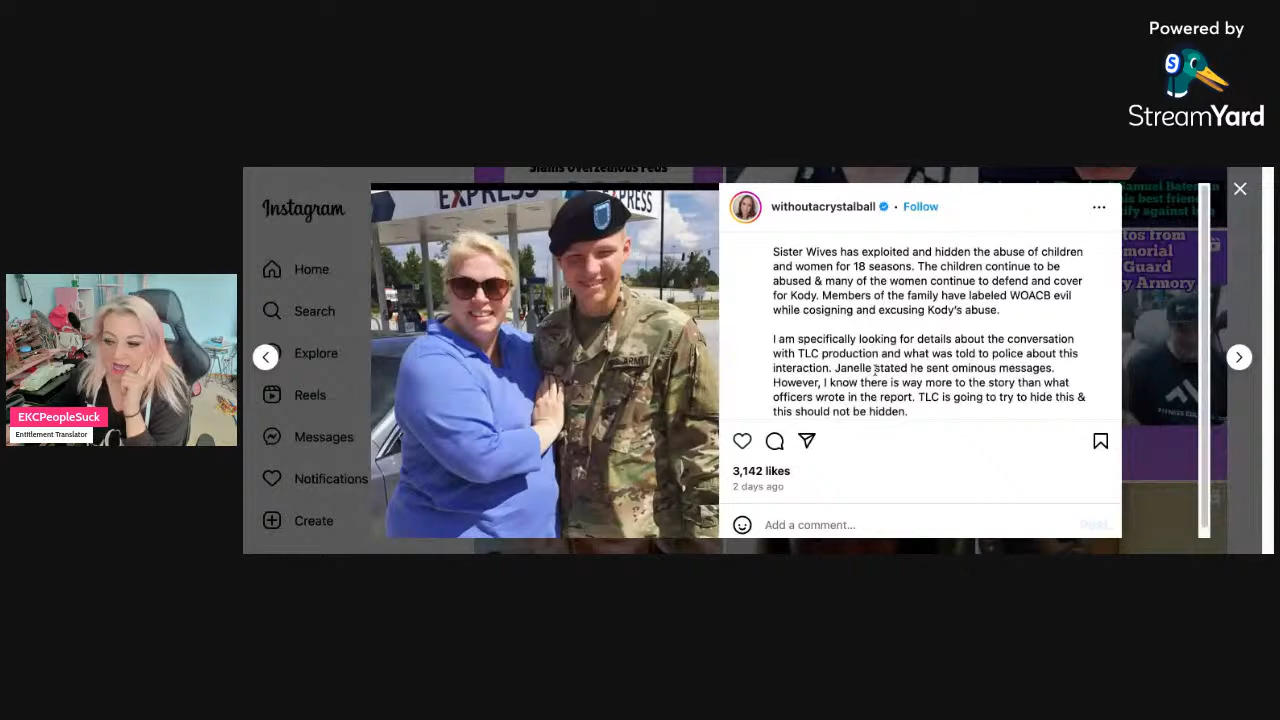 Powered by
S
StreamYard
Slams Overzealous Feds
Instagram
Home
Search
Explore
Reels
Messages
Notifications
Create
EXPRESS
EXPRESS
U.S. ARMY
withoutacrystalball • Follow
Sister Wives has exploited and hidden the abuse of children
and women for 18 seasons. The children continue to be
abused & many of the women continue to defend and cover
for Kody. Members of the family have labeled WOACB evil
while cosigning and excusing Kody's abuse.
I am specifically looking for details about the conversation
with TLC production and what was told to police about this
interaction. Janelle stated he sent ominous messages.
However, I know there is way more to the story than what
officers wrote in the report. TLC is going to try to hide this &
this should not be hidden.
3,142 likes
2 days ago
Add a comment...
Post
EKCPeopleSuck
Entitlement Translator